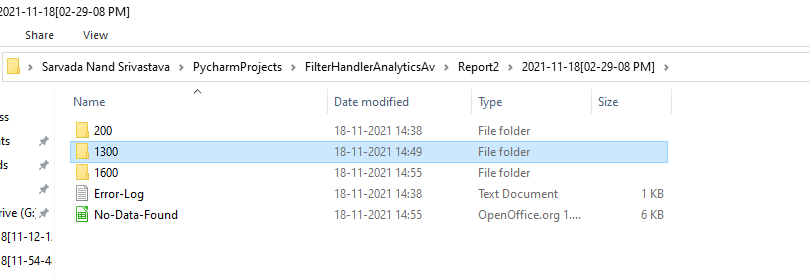 2021-11-18[02-29-08 PM]
Share View
Sarvada Nand Srivastava > PycharmProjects > FilterHandlerAnalyticsAv > Report2 > 2021-11-18[02-29-08 PM] >
Name Date modified Type Size
200 18-11-2021 14:38 File folder
1300 18-11-2021 14:49 File folder
1600 18-11-2021 14:55 File folder
Error-Log 18-11-2021 14:38 Text Document 1 KB
No-Data-Found 18-11-2021 14:55 OpenOffice.org 1.... 6 KB
ss
ts
ds
rive (G:
8[11-12-1
8[11-54-4